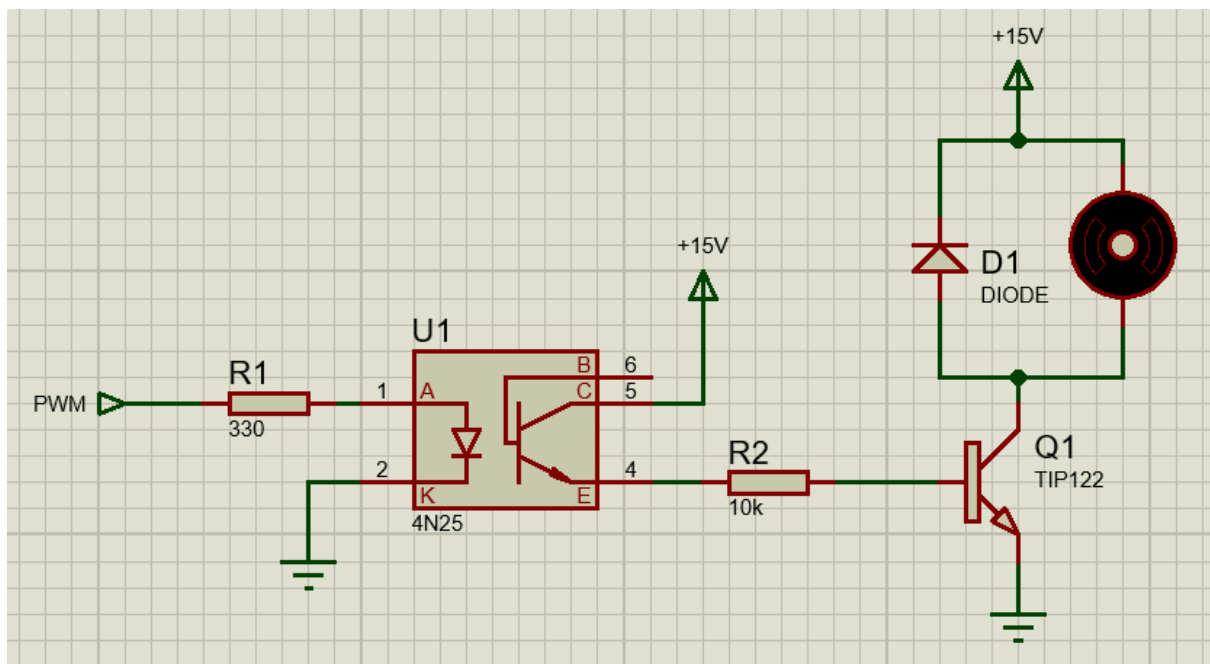 +15V
D1
DIODE
+15V
U1
B 6
C 5
R1
1 A
PWM
330
R2
Q1
TIP122
2 K
E 4
10k
4N25